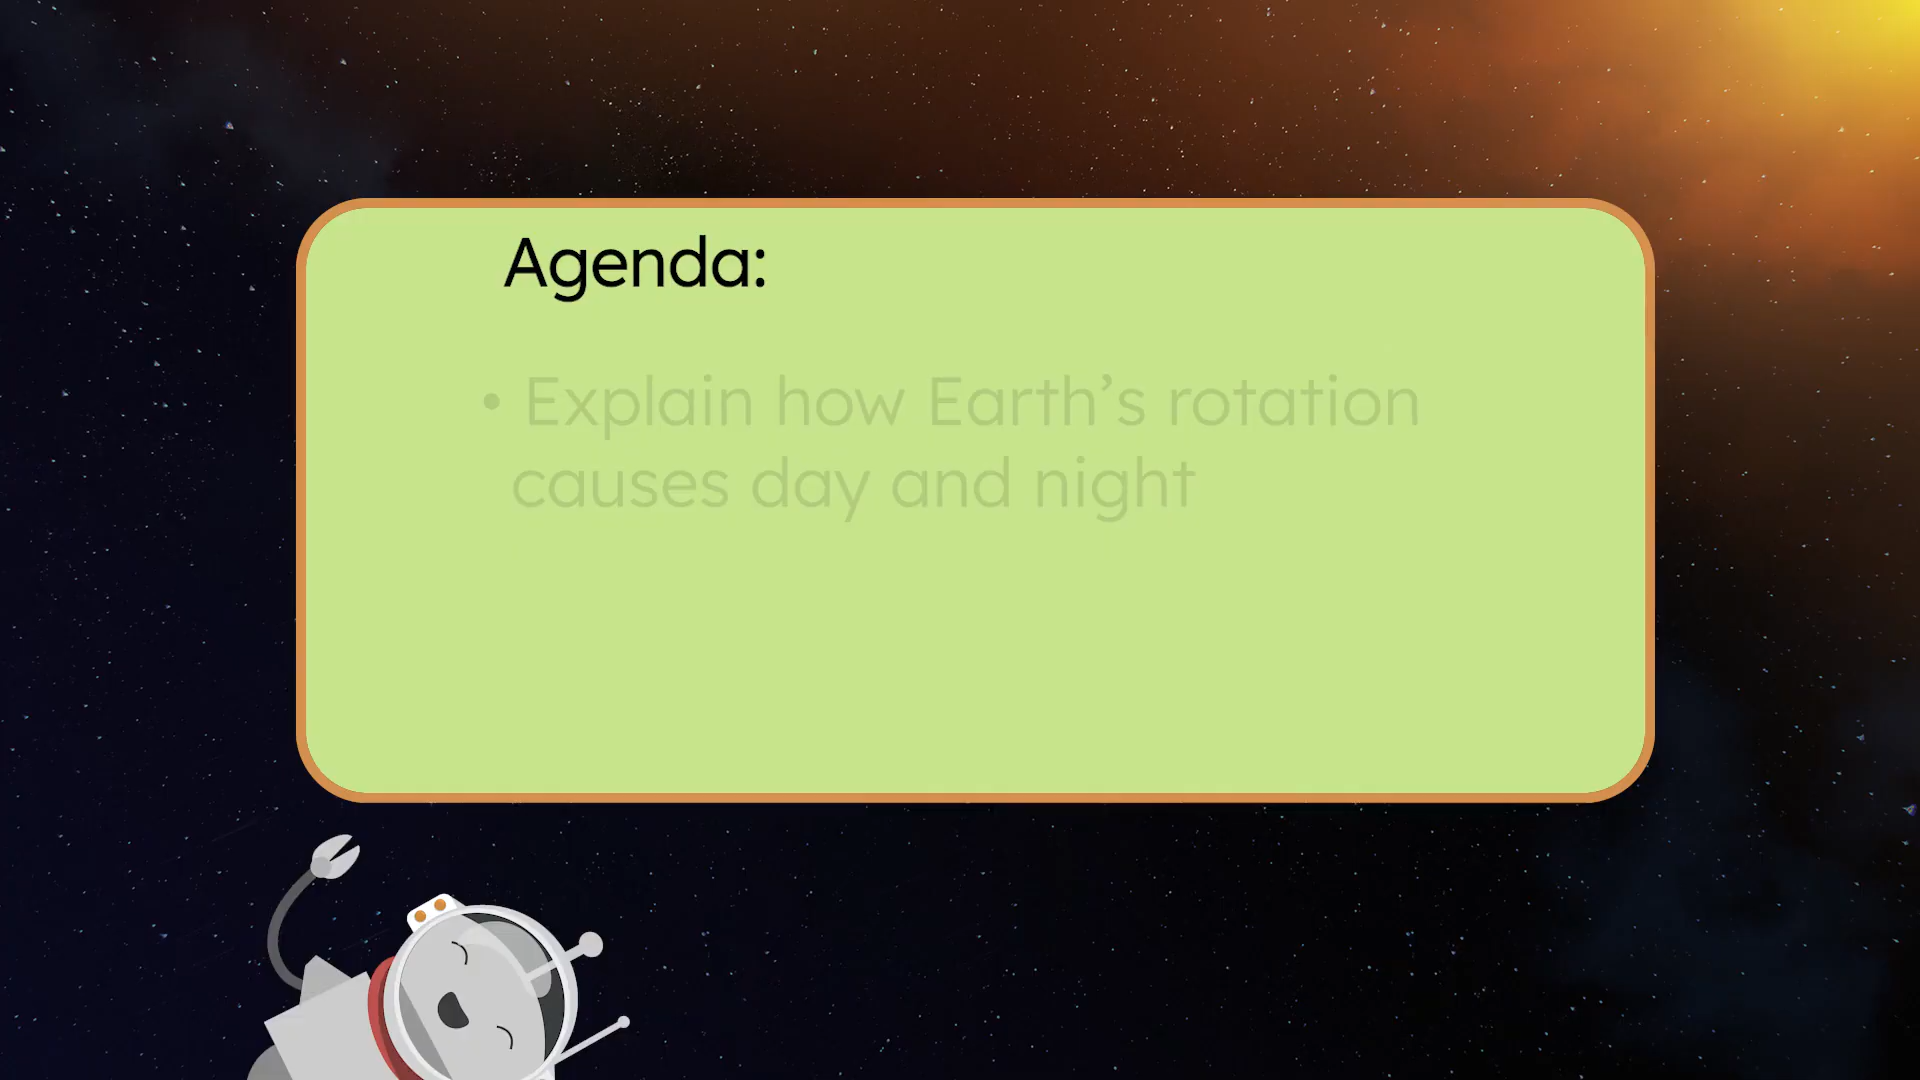 Agenda:
• Explain how Earth’s rotation
causes day and night